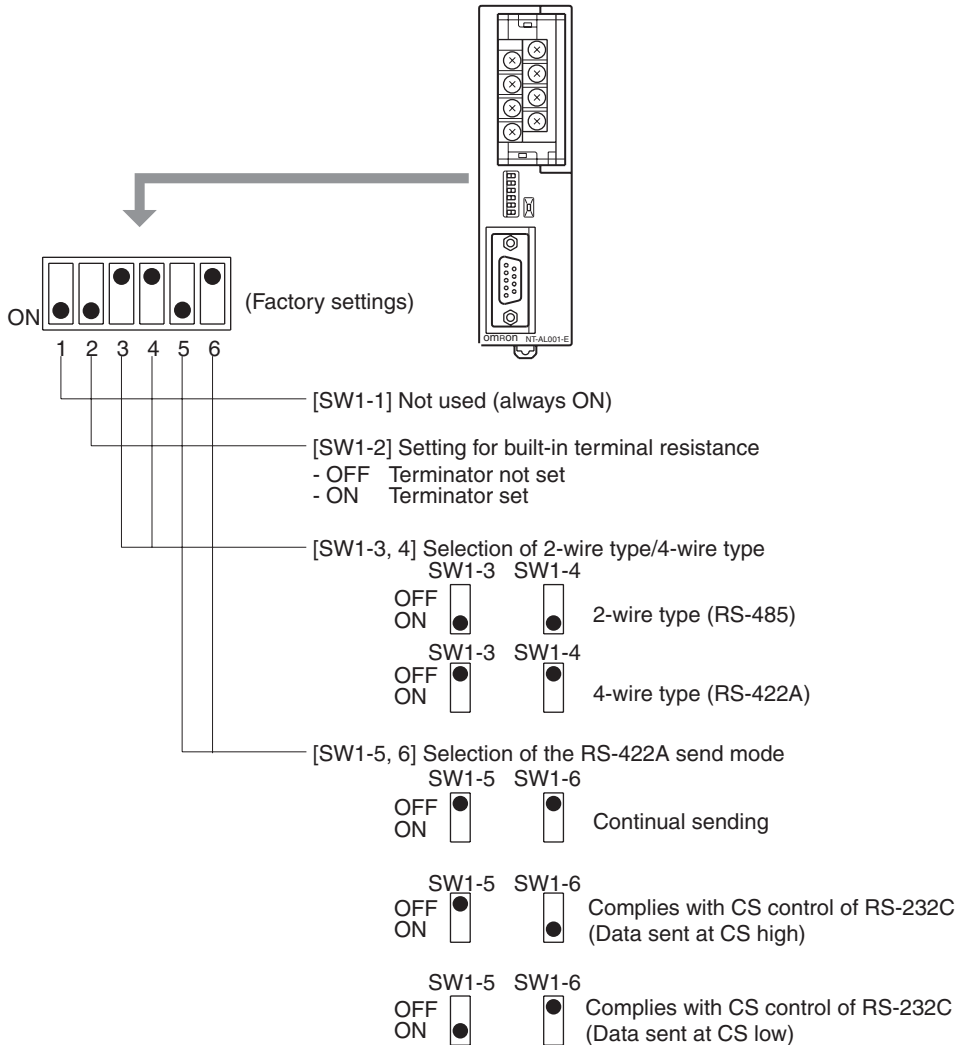 OMRON NT-AL001-E
ON
(Factory settings)
1 2 3 4 5 6
[SW1-1] Not used (always ON)
[SW1-2] Setting for built-in terminal resistance
- OFF Terminator not set
- ON Terminator set
[SW1-3, 4] Selection of 2-wire type/4-wire type
SW1-3 SW1-4
OFF
ON
2-wire type (RS-485)
SW1-3 SW1-4
OFF
ON
4-wire type (RS-422A)
[SW1-5, 6] Selection of the RS-422A send mode
SW1-5 SW1-6
OFF
ON
Continual sending
SW1-5 SW1-6
OFF
ON
Complies with CS control of RS-232C
(Data sent at CS high)
SW1-5 SW1-6
OFF
ON
Complies with CS control of RS-232C
(Data sent at CS low)